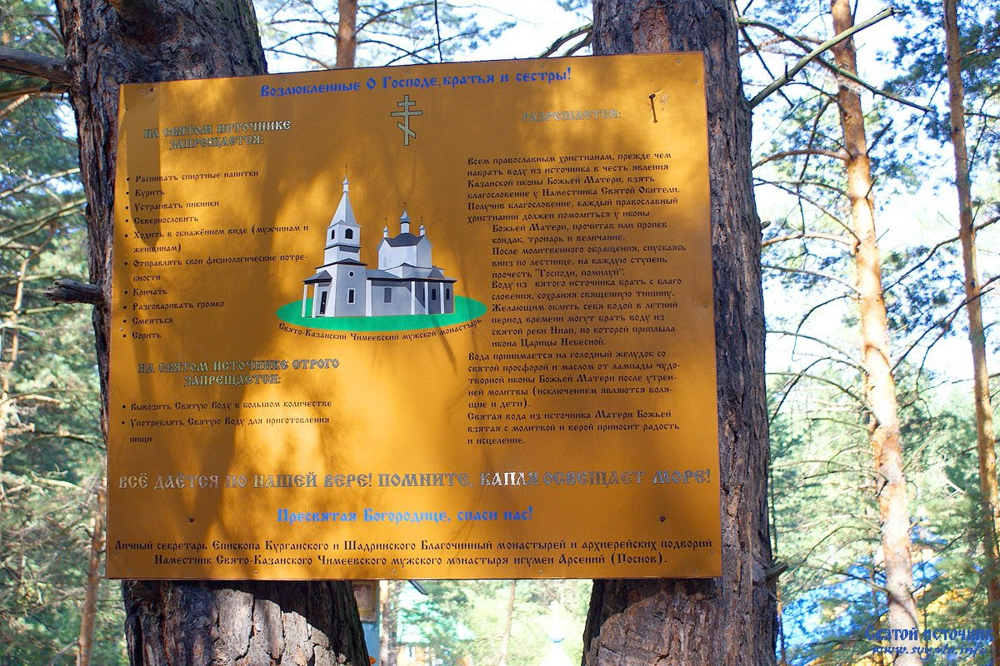 Возлюбленные О Господе, братья и сёстры!
НА СВЯТОМ ИСТОЧНИКЕ
ЗАПРЕЩАЕТСЯ:
• Распивать спиртные напитки
• Курить
• Устраивать пикники
• Сквернословить
• Ходить в обнажённом виде (мужчинам и
женщинам)
• Отправлять свои физиологические потре-
бности
• Кричать
• Разговаривать громко
• Смеяться
• Сорить
НА СВЯТОМ ИСТОЧНИКЕ СТРОГО
ЗАПРЕЩАЕТСЯ:
• Вывозить Святую Воду в большом количестве
• Употреблять Святую Воду для приготовления
пищи
Свято-Казанский Чимеевский мужской монастырь
РАЗРЕШАЕТСЯ:
Всем православным христианам, прежде чем
набрать воду из источника в честь явления
Казанской иконы Божьей Матери, взять
благословение у Наместника Святой Обители.
Получив благословение, каждый православный
христианин должен помолиться у иконы
Божьей Матери, прочитав или пропев
кондак, тропарь и величание.
После молитвенного обращения, спускаясь
вниз по лестнице, на каждую ступень
прочесть "Господи, помилуй".
Воду из вятого источника брать с благо
словения, сохраняя священную тишину.
Желающим облить себя водой в летний
период времени могут брать воду из
святой реки Нияп, по которой приплыла
икона Царицы Небесной.
Вода принимается на голодный желудок со
святой просфорой и маслом от лампады чудо-
творной иконы Божьей Матери после утрен-
ней молитвы (исключением являются боля-
щие и дети).
Святая вода из источника Матери Божьей
взятая с молитвой и верой приносит радость
и исцеление.
ВСЁ ДАЁТСЯ ПО НАШЕЙ ВЕРЕ! ПОМНИТЕ, КАПЛЯ ОСВЕЩАЕТ МОРЕ!
Пресвятая Богородице, спаси нас!
Личный секретарь Епископа Курганского и Шадринского Благочинный монастырей и архиерейских подворий
Наместник Свято-Казанского Чимеевского мужского монастыря игумен Арсений (Поснов).
Святой источник